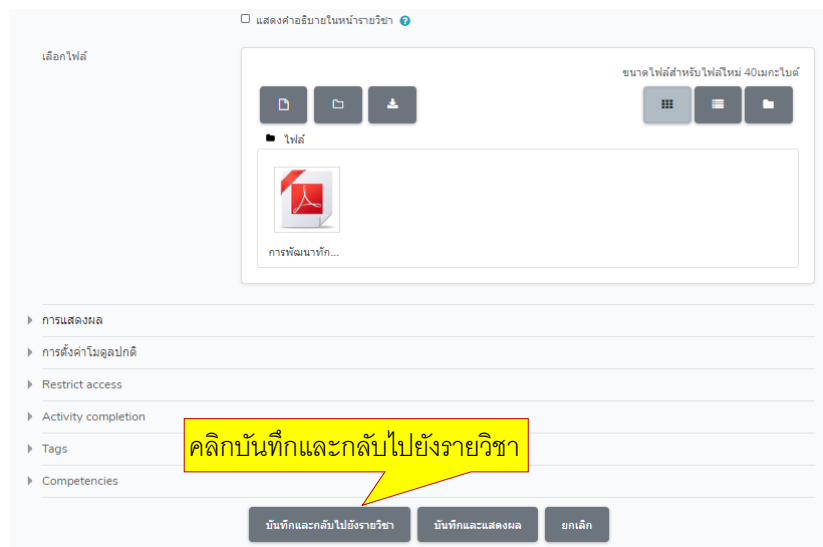 แสดงคำอธิบายในหน้ารายวิชา
เลือกไฟล์
ขนาดไฟล์สำหรับไฟล์ใหม่ 40เมกะไบต์
ไฟล์
การพัฒนาทัก...
การแสดงผล
การตั้งค่าโมดูลปกติ
Restrict access
Activity completion
Tags
คลิกบันทึกและกลับไปยังรายวิชา
Competencies
บันทึกและกลับไปยังรายวิชา บันทึกและแสดงผล ยกเลิก